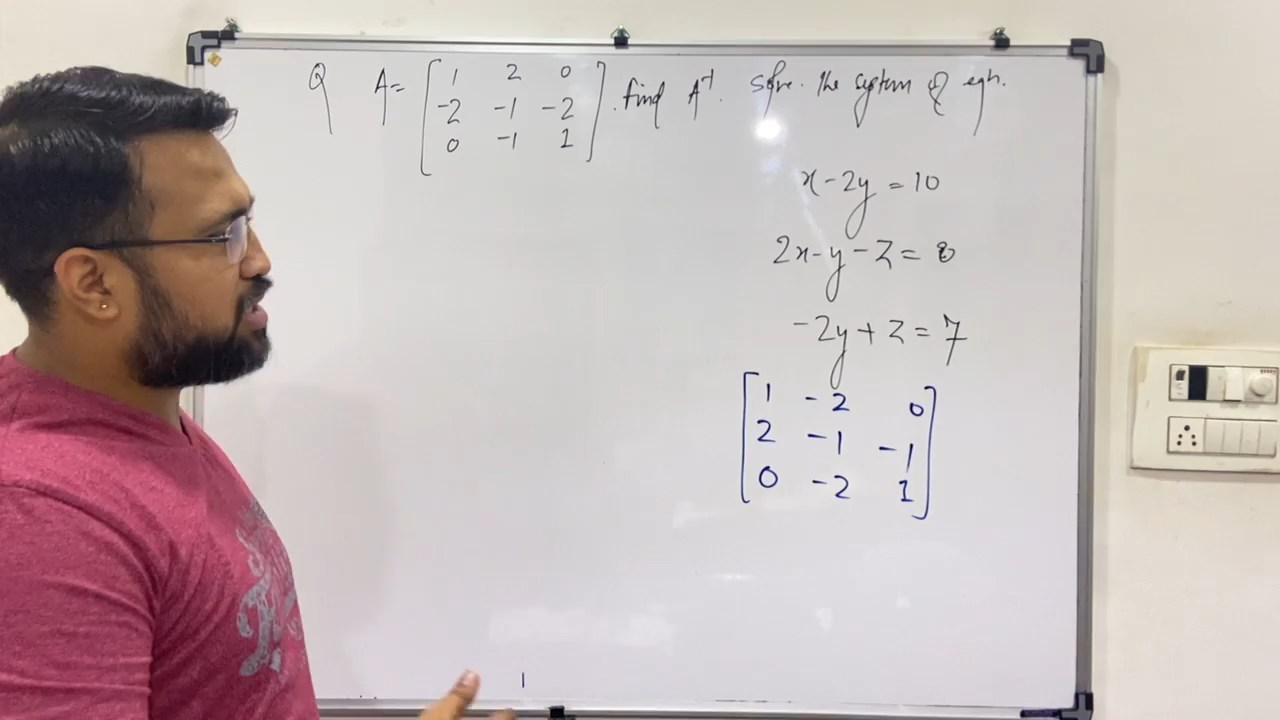 Q A = [ 1 2 0 ] . find A⁻¹. Solve. the system of eqn.
-2 -1 -2
0 -1 1
x - 2y = 10
2x - y - z = 8
-2y + z = 7
[ 1 -2 0 ]
2 -1 -1
0 -2 1